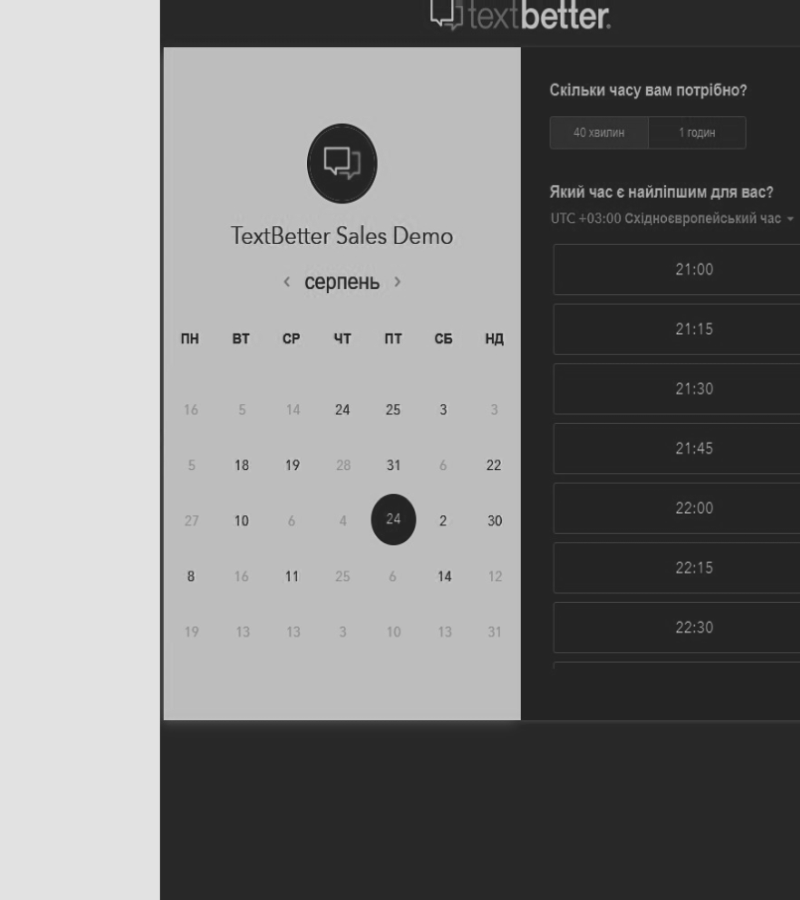 textbetter.
TextBetter Sales Demo
‹ серпень ›
ПН ВТ СР ЧТ ПТ СБ НД
16 5 14 24 25 3 3
5 18 19 28 31 6 22
27 10 6 4 24 2 30
8 16 11 25 6 14 12
19 13 13 3 10 13 31
Скільки часу вам потрібно?
40 хвилин 1 годин
Який час є найліпшим для вас?
UTC +03:00 Східноєвропейський час
21:00
21:15
21:30
21:45
22:00
22:15
22:30